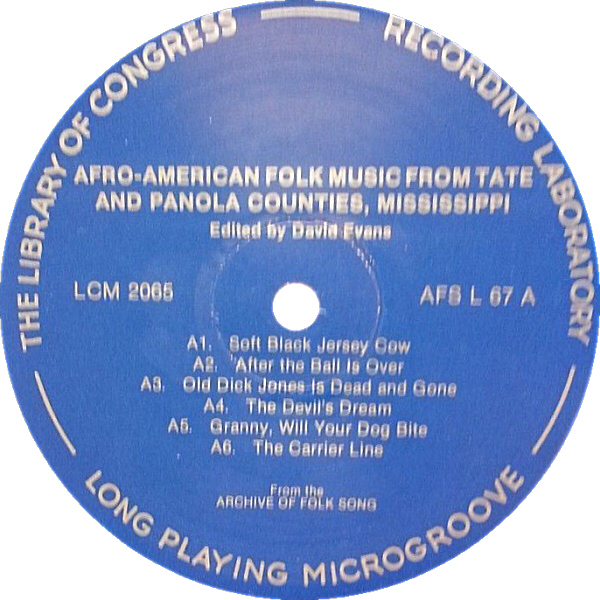 THE LIBRARY OF CONGRESS — RECORDING LABORATORY
AFRO-AMERICAN FOLK MUSIC FROM TATE
AND PANOLA COUNTIES, MISSISSIPPI
Edited by David Evans
LCM 2065
AFS L 67 A
A1. Soft Black Jersey Cow
A2. 'After the Ball Is Over
A3. Old Dick Jones Is Dead and Gone
A4. The Devil's Dream
A5. Granny, Will Your Dog Bite
A6. The Carrier Line
From the
ARCHIVE OF FOLK SONG
— LONG PLAYING MICROGROOVE —